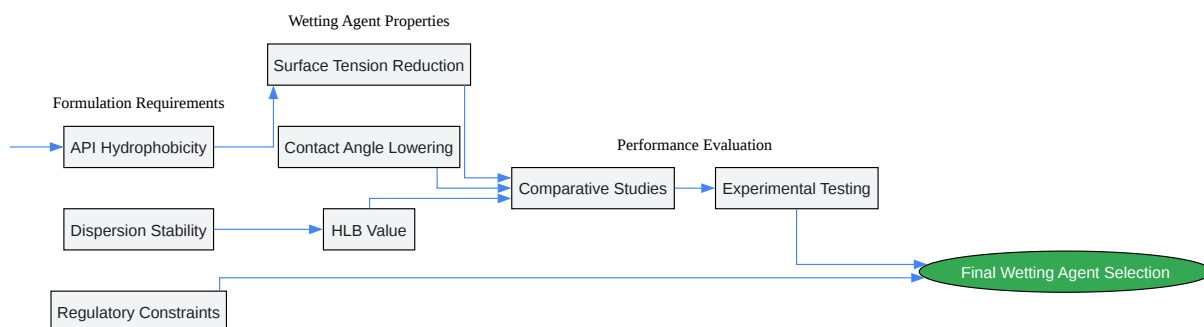 Wetting Agent Properties
Surface Tension Reduction
Formulation Requirements
API Hydrophobicity
Contact Angle Lowering
Performance Evaluation
Comparative Studies
Experimental Testing
Dispersion Stability
HLB Value
Final Wetting Agent Selection
Regulatory Constraints